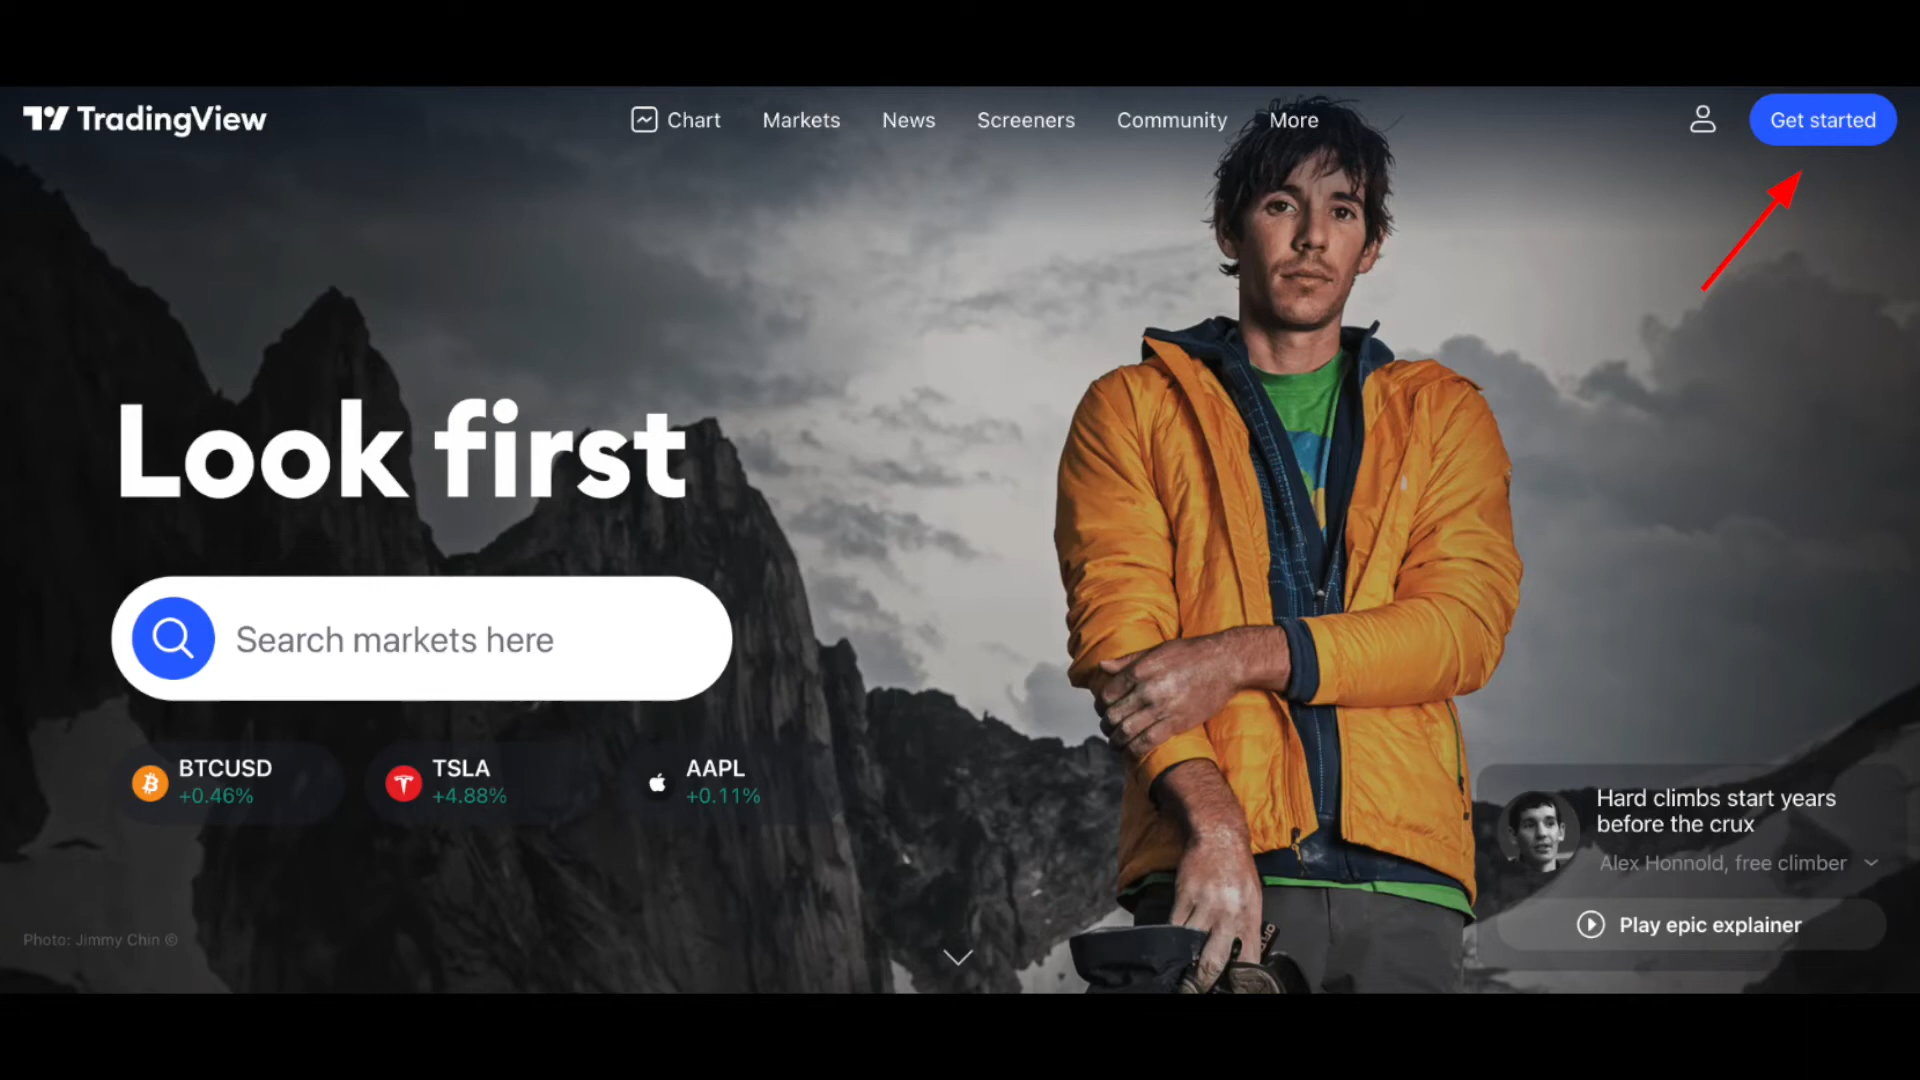 TradingView
Chart Markets News Screeners Community More
Get started
Look first
Search markets here
BTCUSD
+0.46%
TSLA
+4.88%
AAPL
+0.11%
Hard climbs start years
before the crux
Alex Honnold, free climber
Play epic explainer
Photo: Jimmy Chin ©